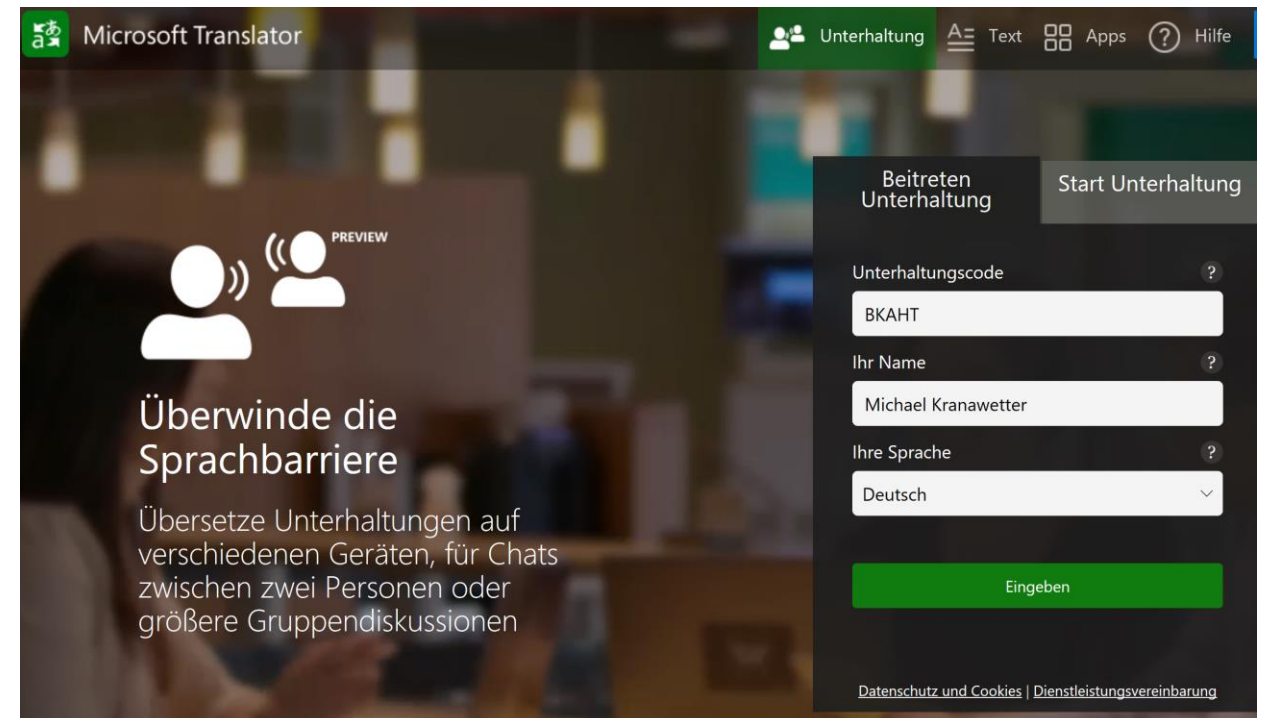 Microsoft Translator
Unterhaltung
Text
Apps
Hilfe
PREVIEW
Überwinde die
Sprachbarriere
Übersetze Unterhaltungen auf
verschiedenen Geräten, für Chats
zwischen zwei Personen oder
größere Gruppendiskussionen
Beitreten
Unterhaltung
Start Unterhaltung
Unterhaltungscode ?
BKAHT
Ihr Name ?
Michael Kranawetter
Ihre Sprache ?
Deutsch
Eingeben
Datenschutz und Cookies | Dienstleistungsvereinbarung